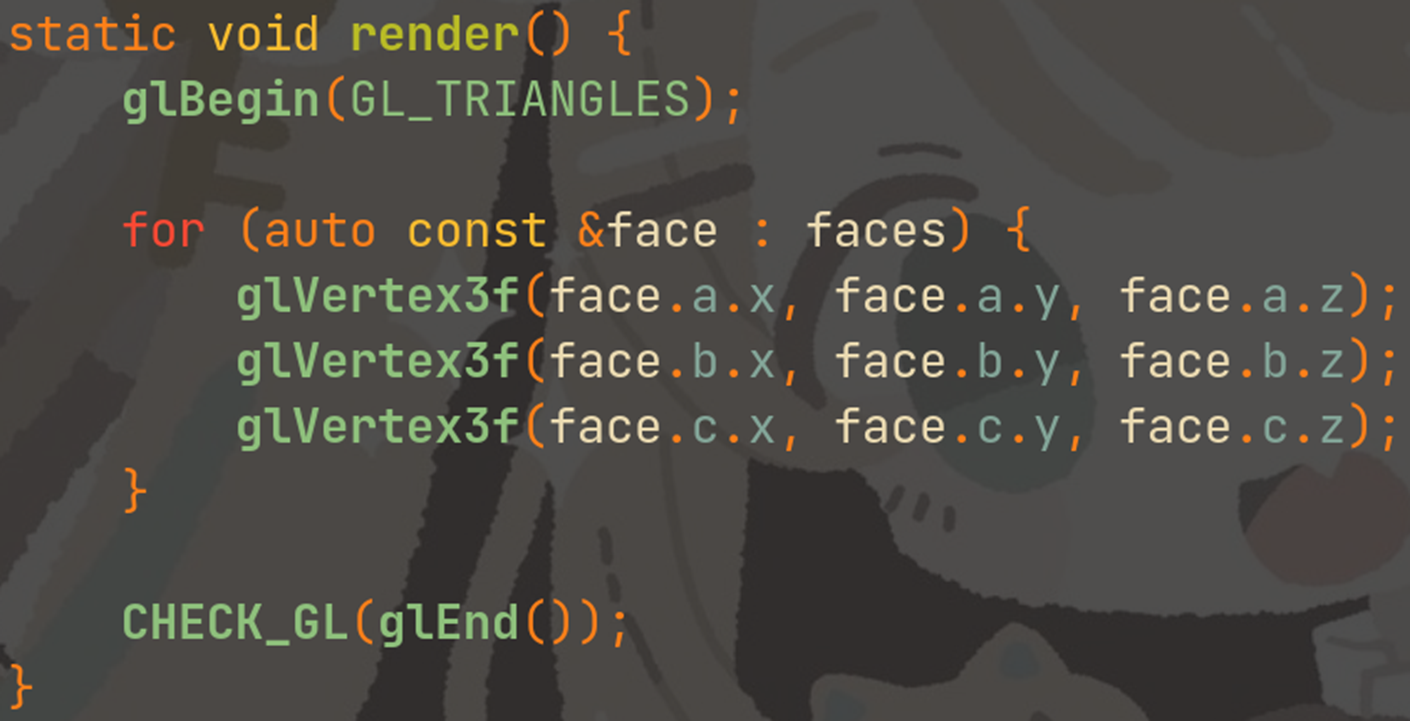 static void render() {
    glBegin(GL_TRIANGLES);
    for (auto const &face : faces) {
        glVertex3f(face.a.x, face.a.y, face.a.z);
        glVertex3f(face.b.x, face.b.y, face.b.z);
        glVertex3f(face.c.x, face.c.y, face.c.z);
    }
    CHECK_GL(glEnd());
}